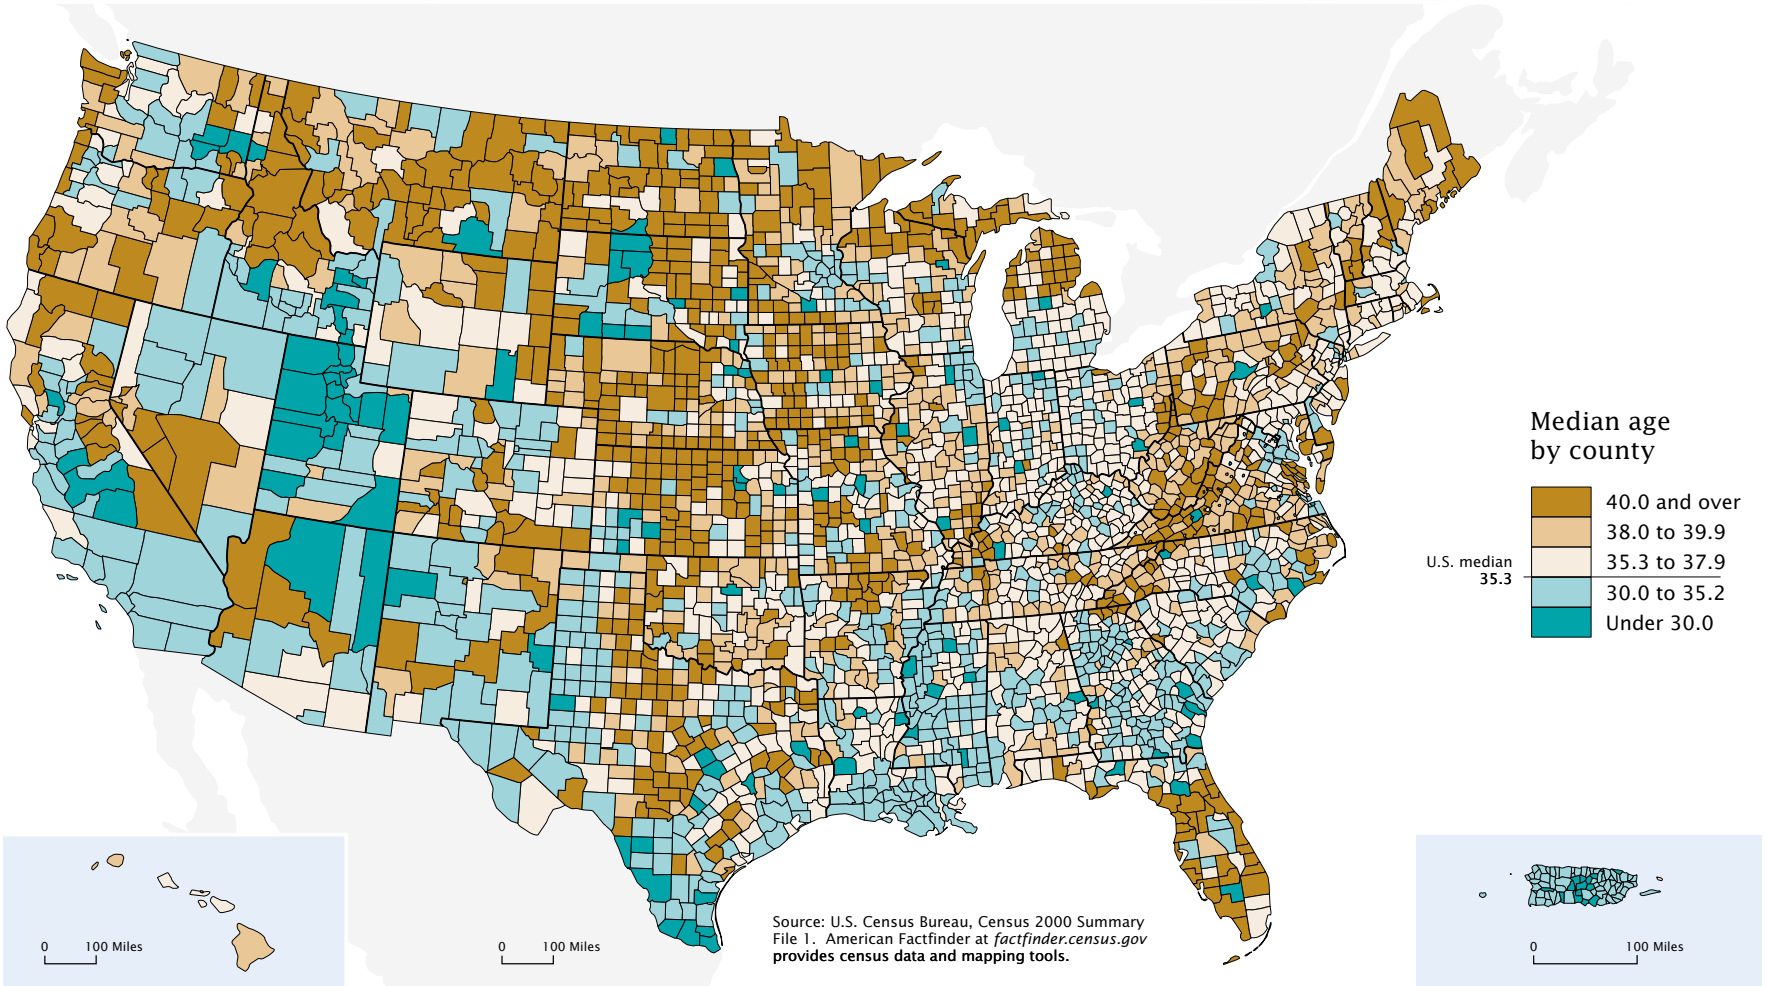 Median age
by county
40.0 and over
38.0 to 39.9
35.3 to 37.9
U.S. median
35.3
30.0 to 35.2
Under 30.0
Source: U.S. Census Bureau, Census 2000 Summary
File 1. American Factfinder at factfinder.census.gov
provides census data and mapping tools.
0 100 Miles
0 100 Miles
0 100 Miles